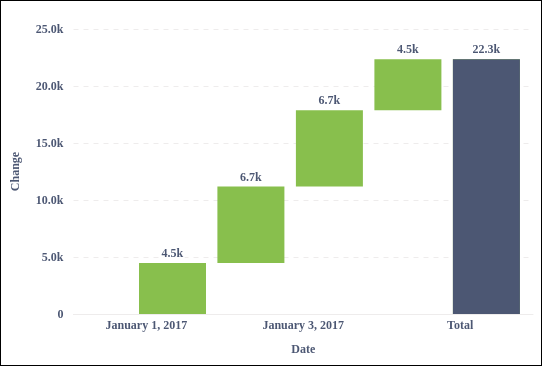 25.0k
20.0k
15.0k
10.0k
5.0k
0
Change
4.5k
6.7k
6.7k
4.5k
22.3k
January 1, 2017
January 3, 2017
Total
Date